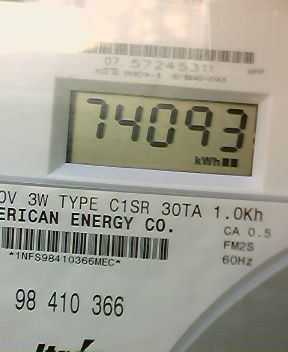 07. 57245311 HPP
74093
kWh
0V 3W TYPE C1SR 30TA 1.0Kh
ERICAN ENERGY CO. CA 0.5
FM2S
*1NFS98410366MEC* 60Hz
98 410 366